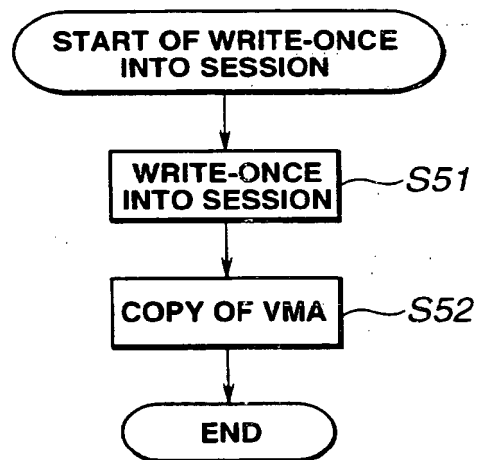 START OF WRITE-ONCE
INTO SESSION
WRITE-ONCE
INTO SESSION
S51
COPY OF VMA
S52
END